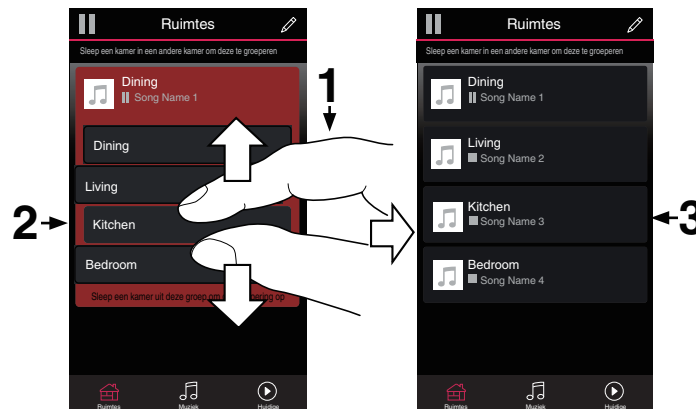 Ruimtes
Sleep een kamer in een andere kamer om deze te groeperen
Dining
Song Name 1
Dining
Living
Kitchen
Bedroom
Sleep een kamer uit deze groep om
ering op
Ruimtes
Muziek
Huidige
1
2
Ruimtes
Sleep een kamer in een andere kamer om deze te groeperen
Dining
Song Name 1
Living
Song Name 2
Kitchen
Song Name 3
Bedroom
Song Name 4
Ruimtes
Muziek
Huidige
3